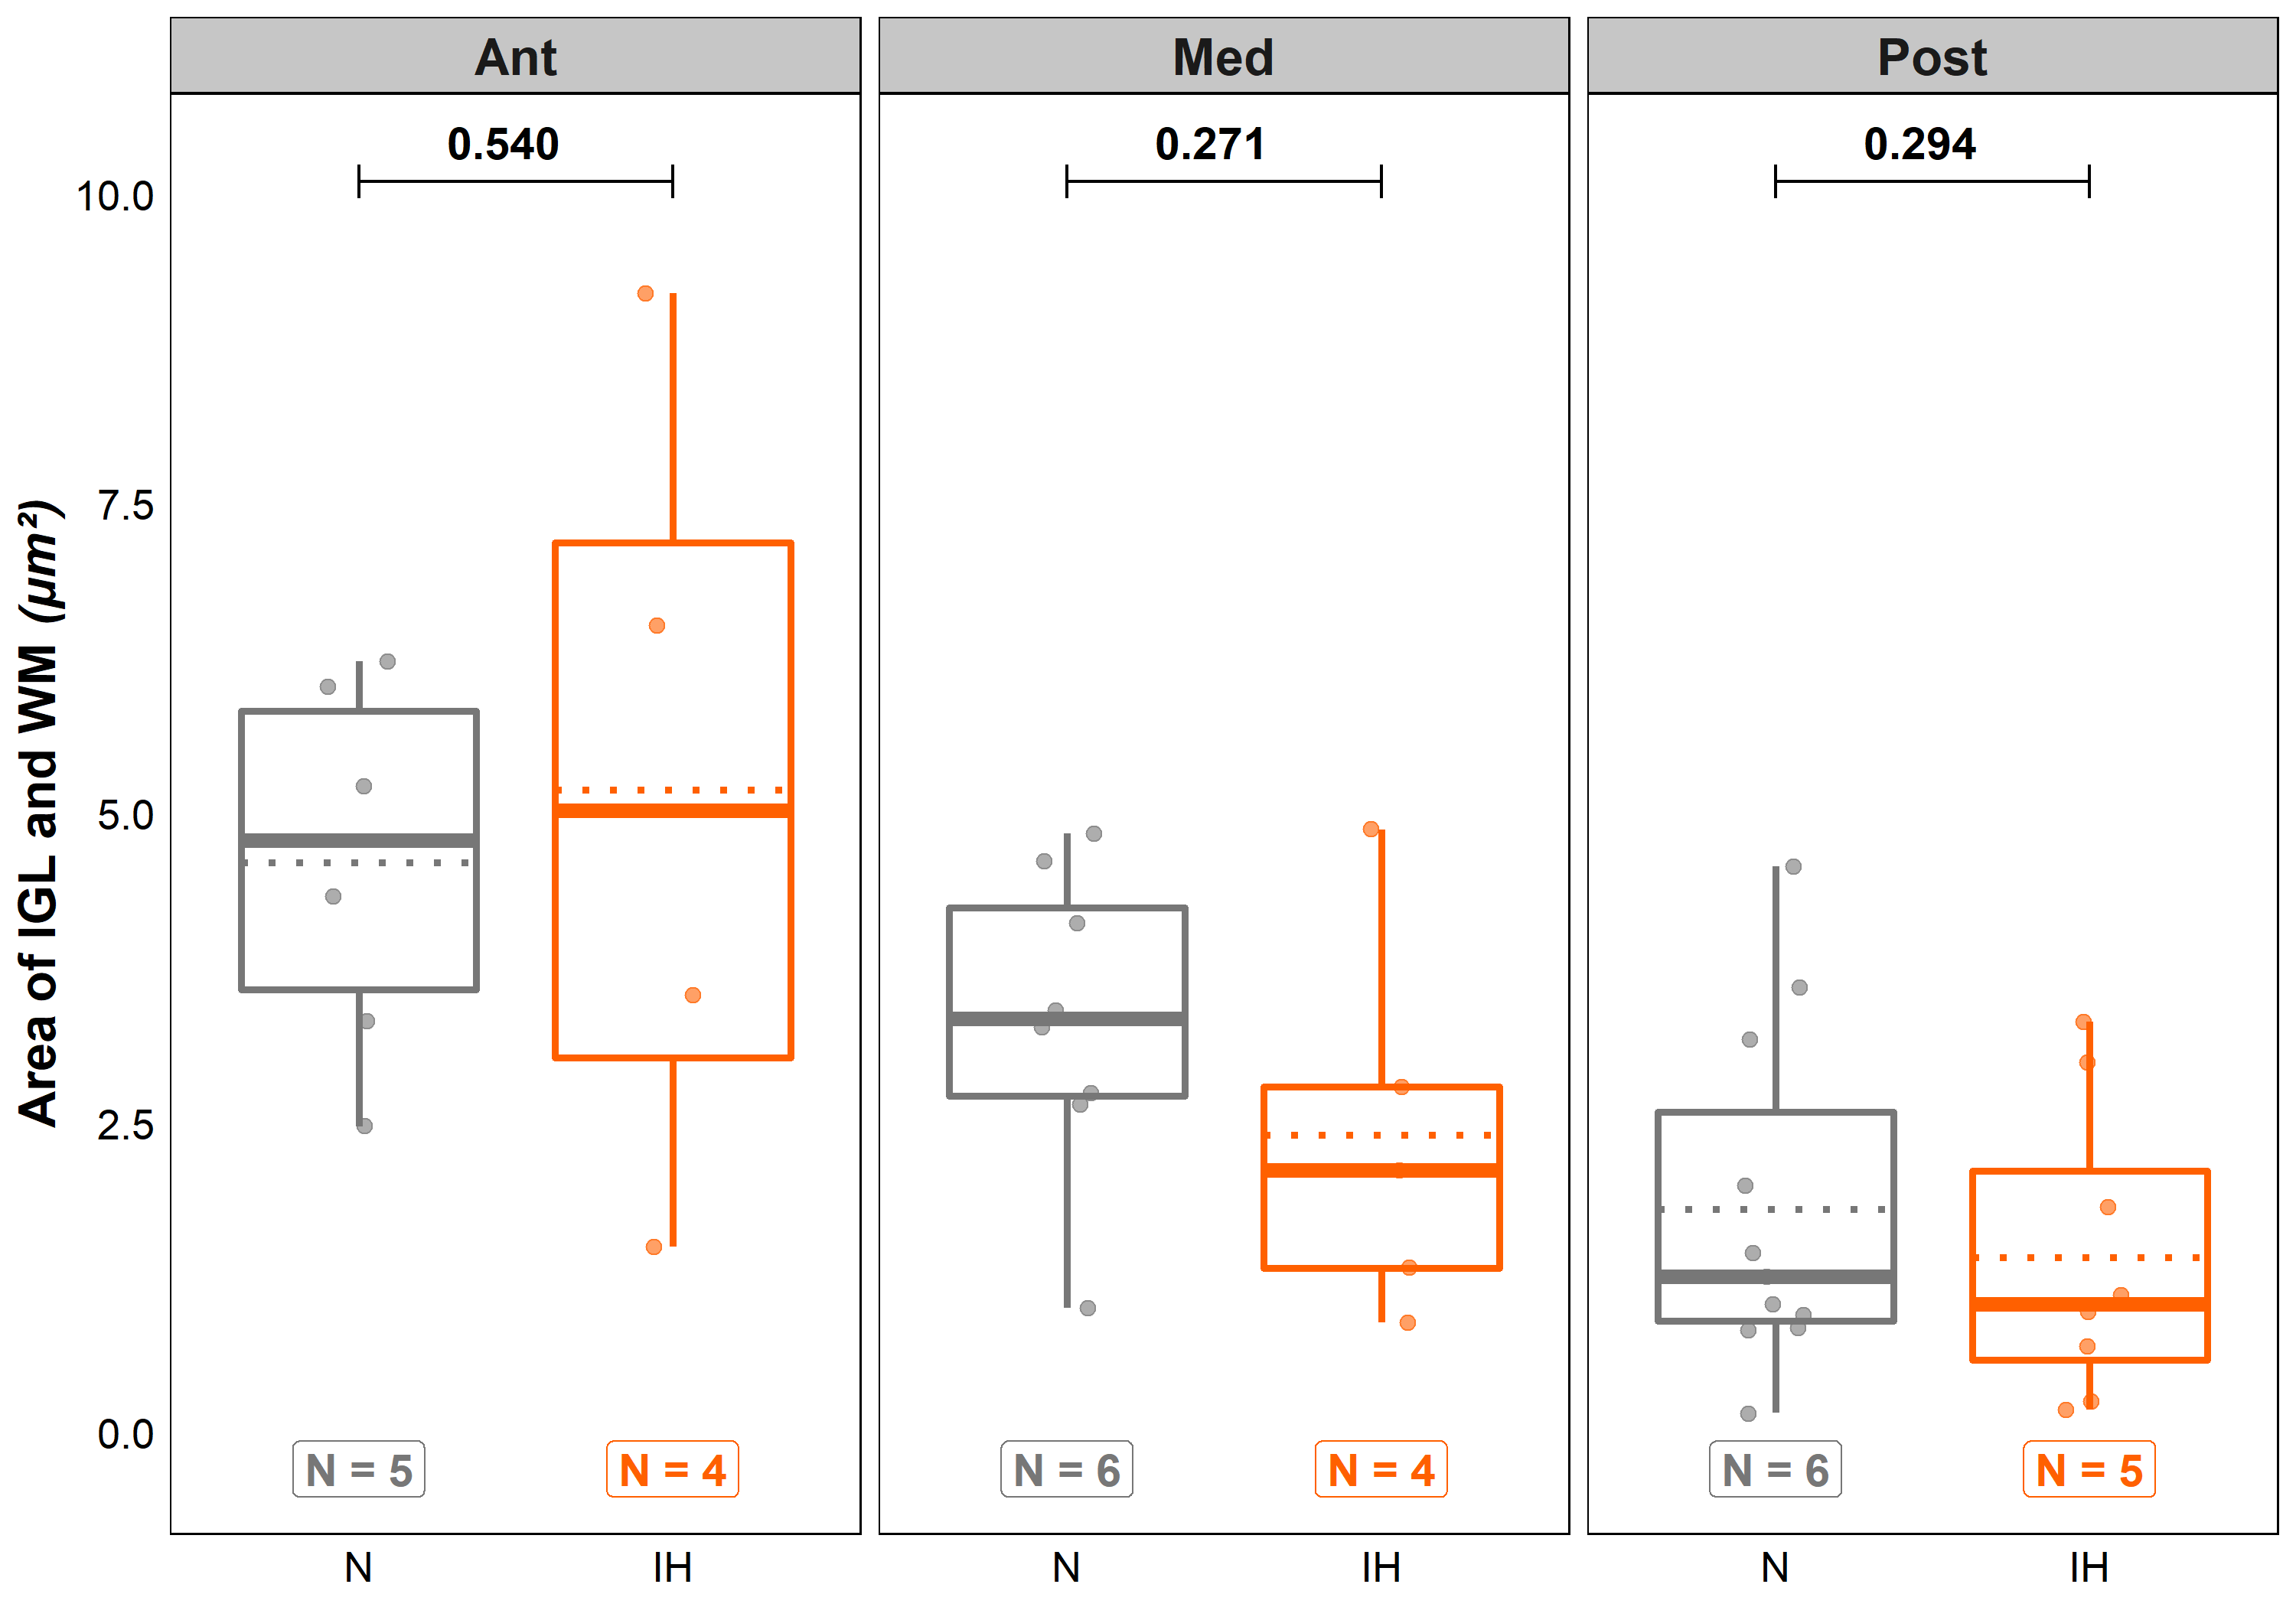 Ant Med Post
0.540 0.271 0.294
10.0
7.5
5.0
2.5
0.0
Area of IGL and WM (µm²)
N = 5 N = 4 N = 6 N = 4 N = 6 N = 5
N IH N IH N IH